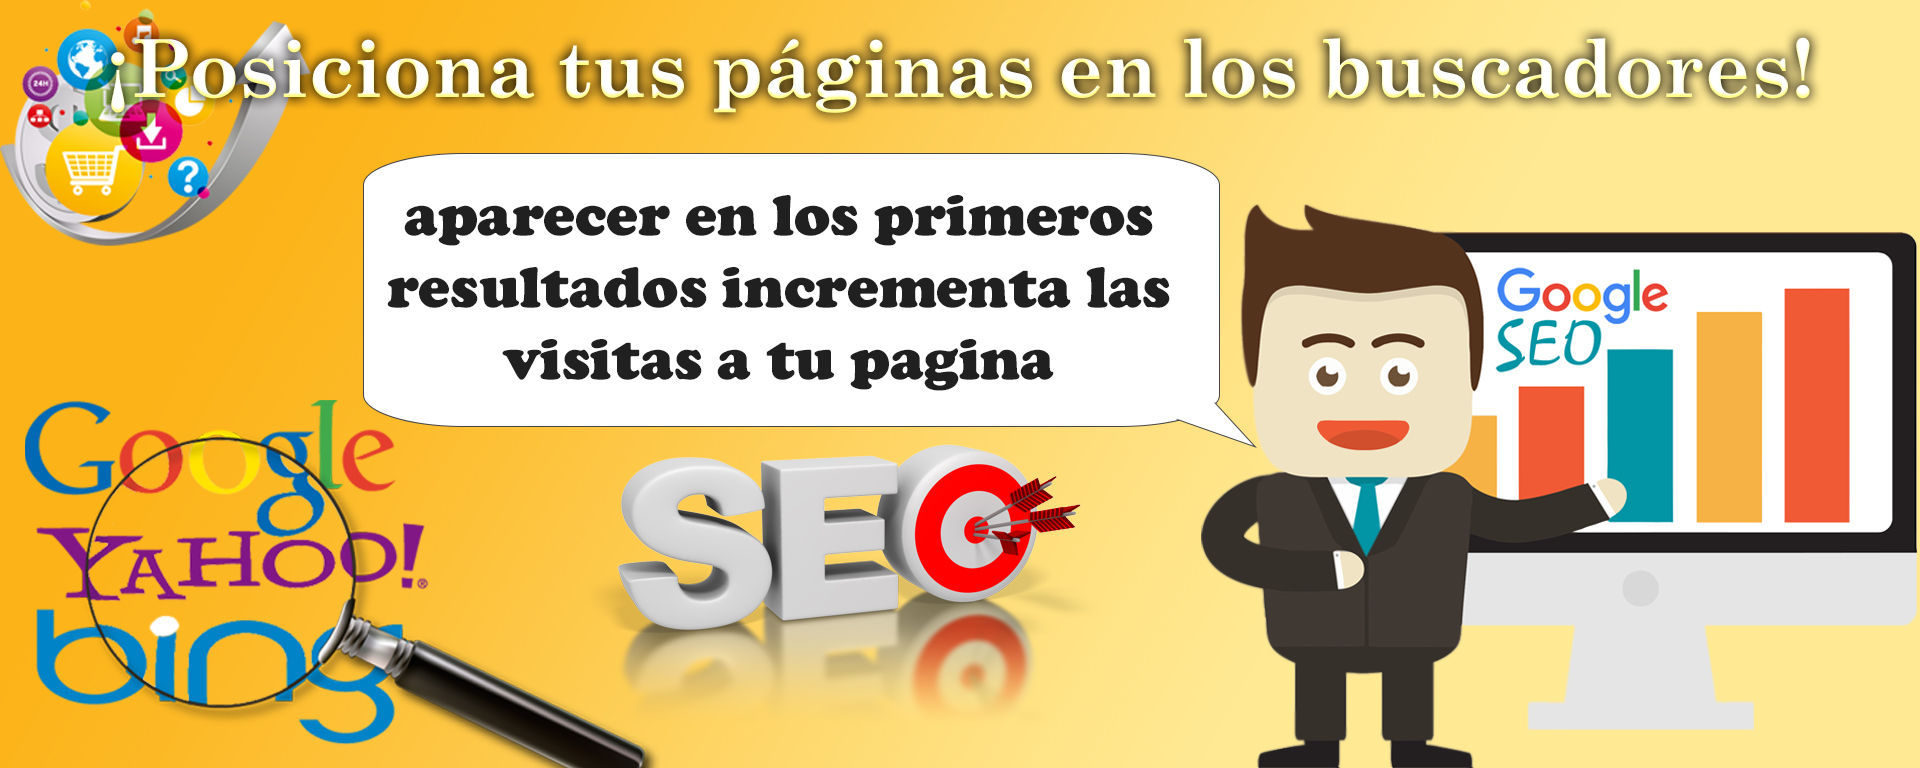 ¡Posiciona tus páginas en los buscadores!
24H
aparecer en los primeros
resultados incrementa las
visitas a tu pagina
Google
SEO
Google
YAHOO!®
bing
SEO